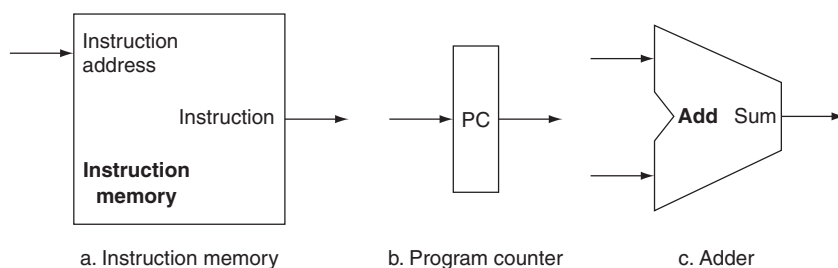 Instruction
address
Instruction
Instruction
memory
PC
Add Sum
a. Instruction memory
b. Program counter
c. Adder